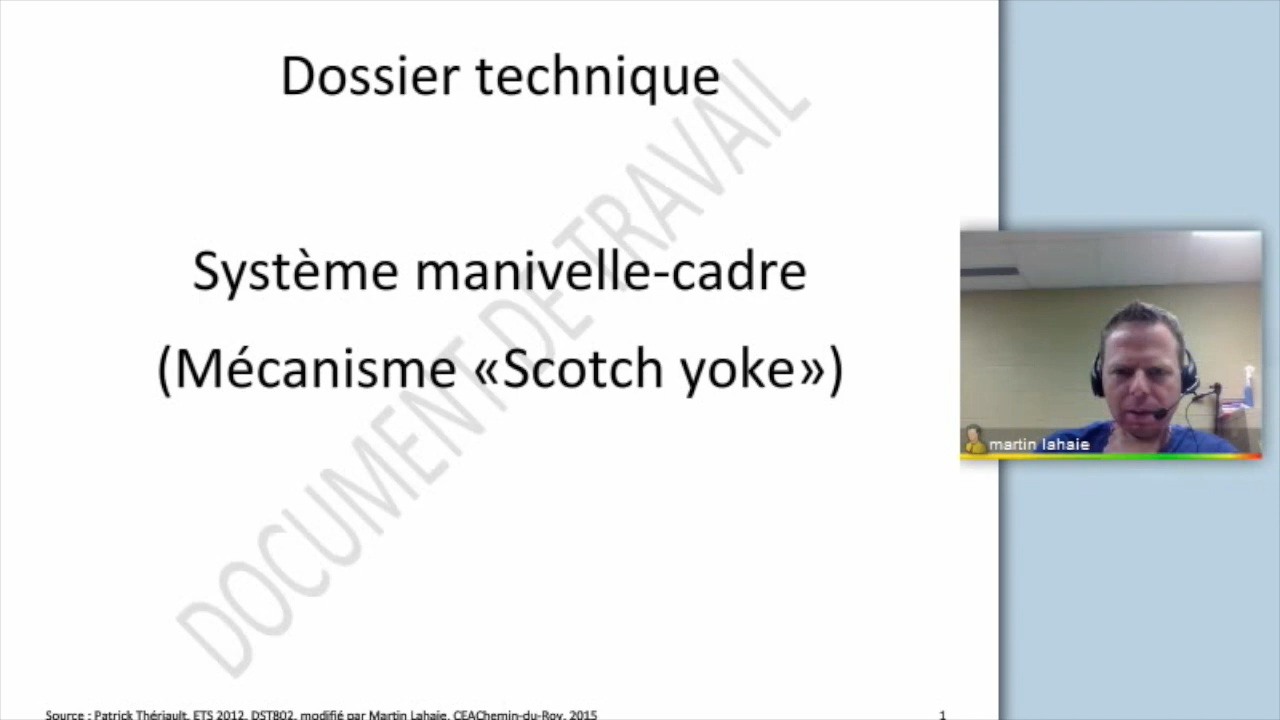 Dossier technique
DOCUMENT DE TRAVAIL
Système manivelle-cadre
(Mécanisme «Scotch yoke»)
martin lahaie
Source : Patrick Thériault, ETS 2012, DST802, modifié par Martin Lahaie, CEAChemin-du-Roy, 2015
1